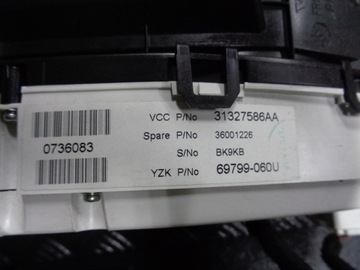 VCC P/No 31327586AA
Spare P/No 36001226
S/No BK9KB
YZK P/No 69799-060U
0736083